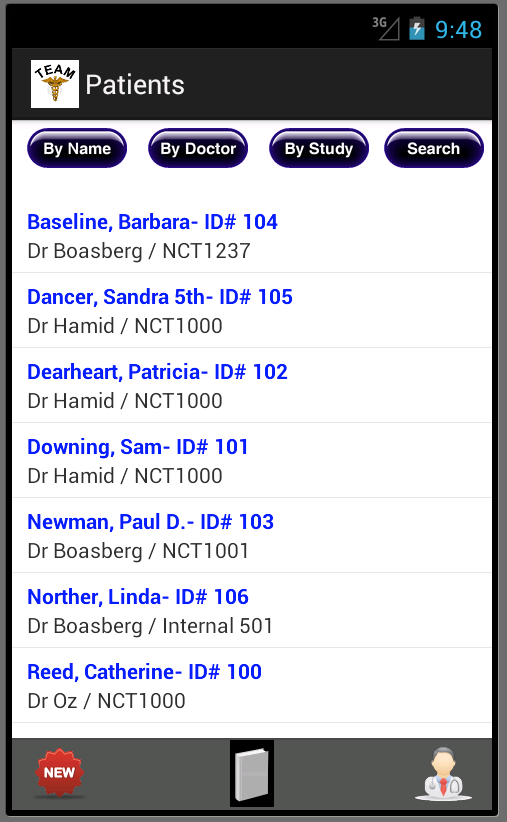 3G 9:48
TEAM Patients
By Name By Doctor By Study Search
Baseline, Barbara- ID# 104
Dr Boasberg / NCT1237
Dancer, Sandra 5th- ID# 105
Dr Hamid / NCT1000
Dearheart, Patricia- ID# 102
Dr Hamid / NCT1000
Downing, Sam- ID# 101
Dr Hamid / NCT1000
Newman, Paul D.- ID# 103
Dr Boasberg / NCT1001
Norther, Linda- ID# 106
Dr Boasberg / Internal 501
Reed, Catherine- ID# 100
Dr Oz / NCT1000
NEW